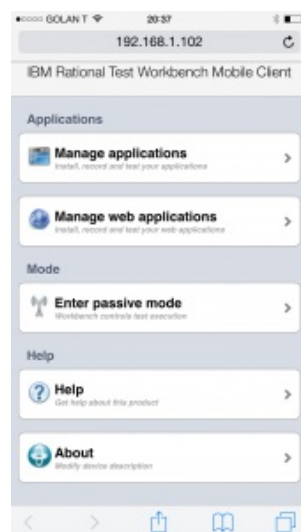 GOLAN T 20:37
192.168.1.102
IBM Rational Test Workbench Mobile Client
Applications
Manage applications
Install, record and test your applications
Manage web applications
Install, record and test your web applications
Mode
Enter passive mode
Workbench controls test execution
Help
Help
Get help about this product
About
Modify device description